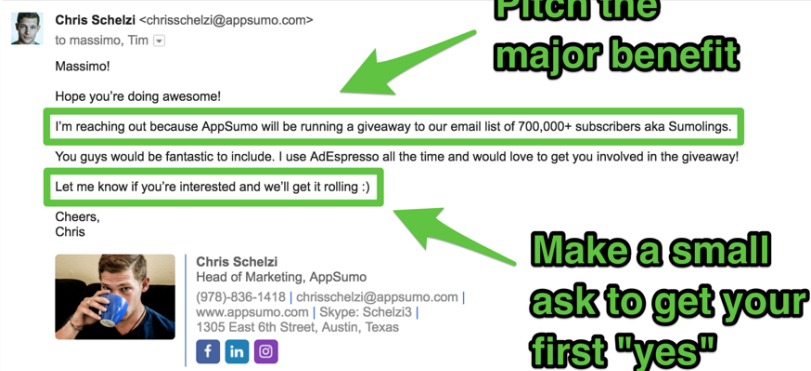 Pitch the
major benefit
Chris Schelzi <chrisschelzi@appsumo.com>
to massimo, Tim
Massimo!
Hope you’re doing awesome!
I’m reaching out because AppSumo will be running a giveaway to our email list of 700,000+ subscribers aka Sumolings.
You guys would be fantastic to include. I use AdEspresso all the time and would love to get you involved in the giveaway!
Let me know if you’re interested and we’ll get it rolling :)
Cheers,
Chris
Chris Schelzi
Head of Marketing, AppSumo
(978)-836-1418 | chrisschelzi@appsumo.com |
www.appsumo.com | Skype: Schelzi3 |
1305 East 6th Street, Austin, Texas
f in
Make a small
ask to get your
first "yes"